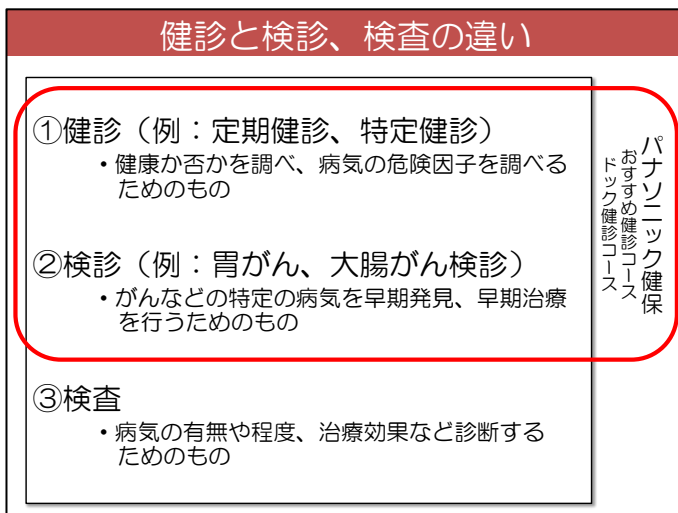 健診と検診、検査の違い
①健診（例：定期健診、特定健診）
・健康か否かを調べ、病気の危険因子を調べる
ためのもの
②検診（例：胃がん、大腸がん検診）
・がんなどの特定の病気を早期発見、早期治療
を行うためのもの
③検査
・病気の有無や程度、治療効果など診断する
ためのもの
パナソニック健保
おすすめ健診コース
ドック健診コース